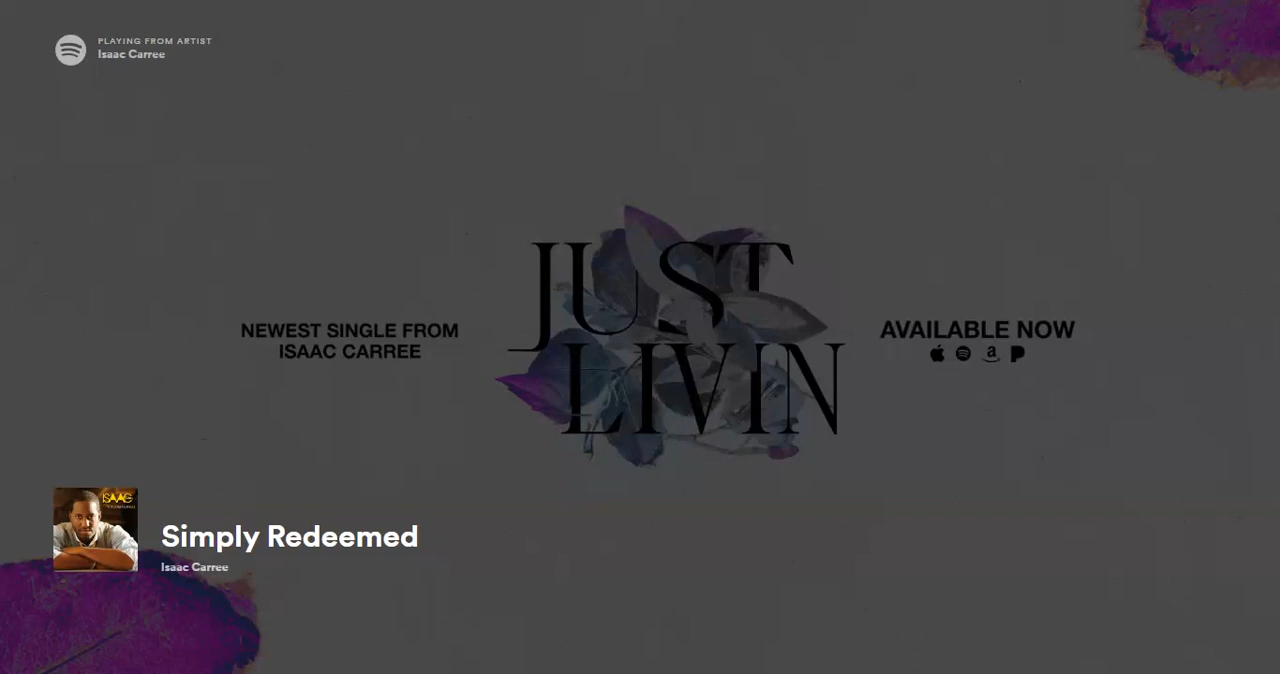 PLAYING FROM ARTIST
Isaac Carree
JUST
LIVIN
NEWEST SINGLE FROM
ISAAC CARREE
AVAILABLE NOW
ISAAC
Simply Redeemed
Isaac Carree